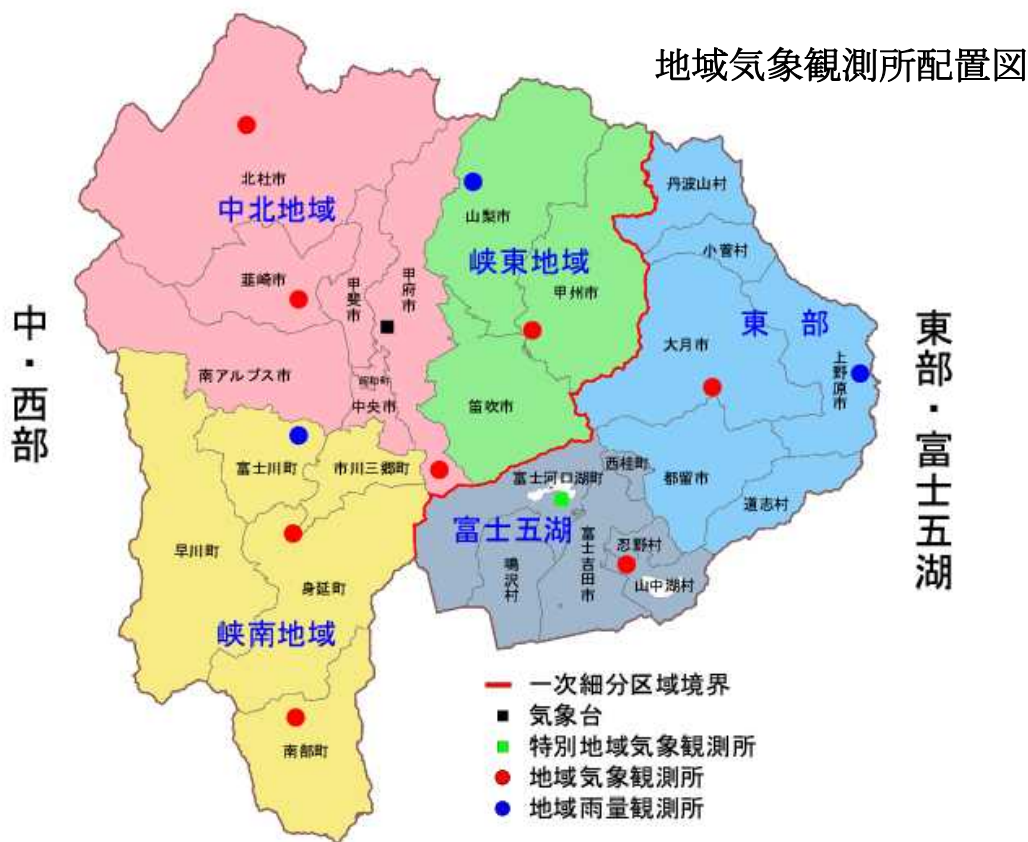 地域気象観測所配置図
中・西部
東部・富士五湖
北杜市
中北地域
韮崎市
甲斐市
甲府市
南アルプス市
昭和町
中央市
山梨市
峡東地域
甲州市
笛吹市
丹波山村
小菅村
東 部
大月市
上野原市
都留市
道志村
富士川町
市川三郷町
早川町
身延町
峡南地域
南部町
富士河口湖町
西桂町
富士五湖
鳴沢村
富士吉田市
忍野村
山中湖村
一次細分区域境界
気象台
特別地域気象観測所
地域気象観測所
地域雨量観測所